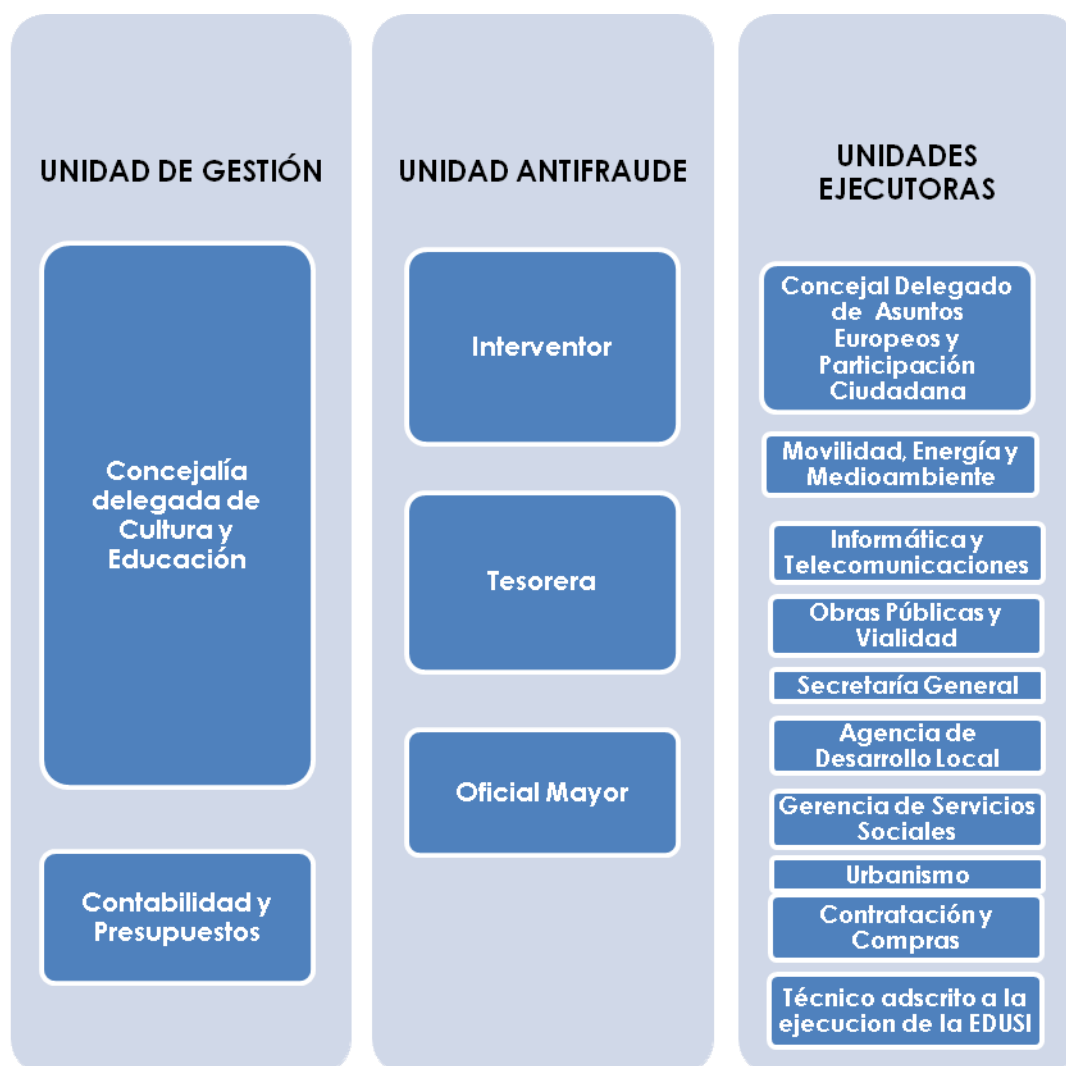 UNIDAD DE GESTIÓN
Concejalía
delegada de
Cultura y
Educación
Contabilidad y
Presupuestos
UNIDAD ANTIFRAUDE
Interventor
Tesorera
Oficial Mayor
UNIDADES
EJECUTORAS
Concejal Delegado
de Asuntos
Europeos y
Participación
Ciudadana
Movilidad, Energía y
Medioambiente
Informática y
Telecomunicaciones
Obras Públicas y
Vialidad
Secretaría General
Agencia de
Desarrollo Local
Gerencia de Servicios
Sociales
Urbanismo
Contratación y
Compras
Técnico adscrito a la
ejecucion de la EDUSI